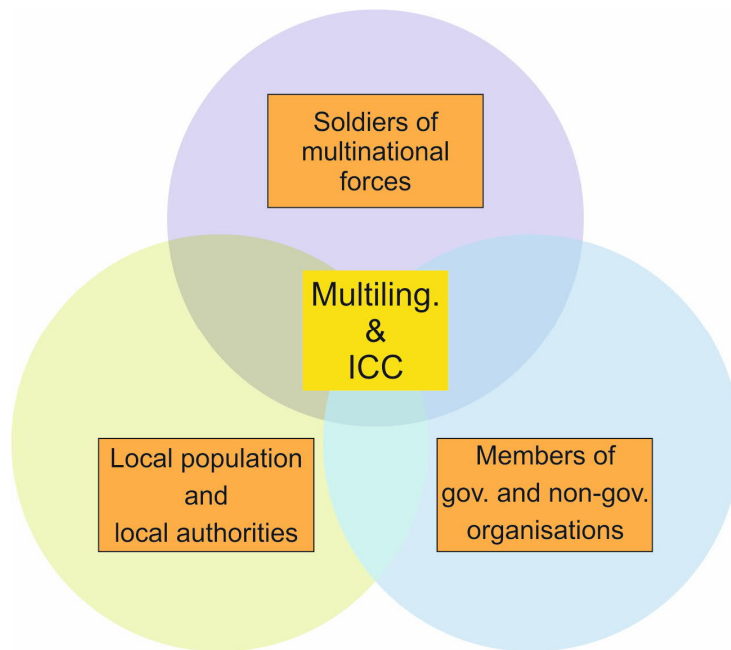 Soldiers of
multinational
forces
Multiling.
&
ICC
Local population
and
local authorities
Members of
gov. and non-gov.
organisations